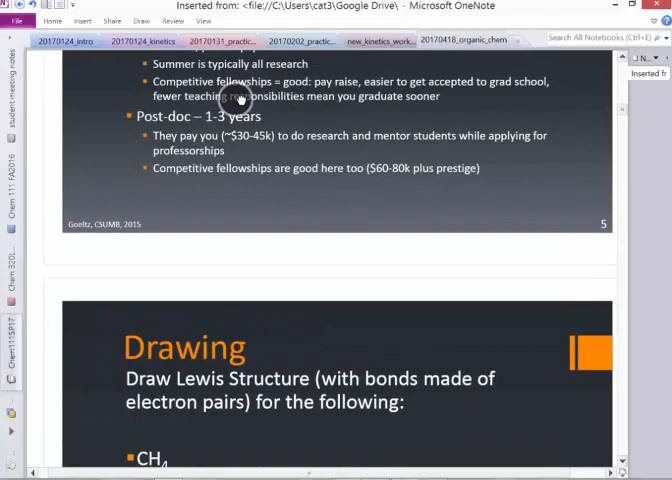 Inserted from: <file://C:\Users\cat3\Google Drive\ - Microsoft OneNote
File Home Insert Draw Review View
20170124_intro 20170124_kinetics 20170131_practic... 20170202_practic... new_kinetics_work... 20170418_organic_chem Search All Notebooks (Ctrl+E)
student meeting notes
Chem 111 FA2016
Chem 320L
Chem111SP17
N...
Inserted fr
Summer is typically all research
Competitive fellowships = good: pay raise, easier to get accepted to grad school,
fewer teaching responsibilities mean you graduate sooner
Post-doc – 1-3 years
They pay you (~$30-45k) to do research and mentor students while applying for
professorships
Competitive fellowships are good here too ($60-80k plus prestige)
Goeltz, CSUMB, 2015
5
Drawing
Draw Lewis Structure (with bonds made of
electron pairs) for the following:
CH4